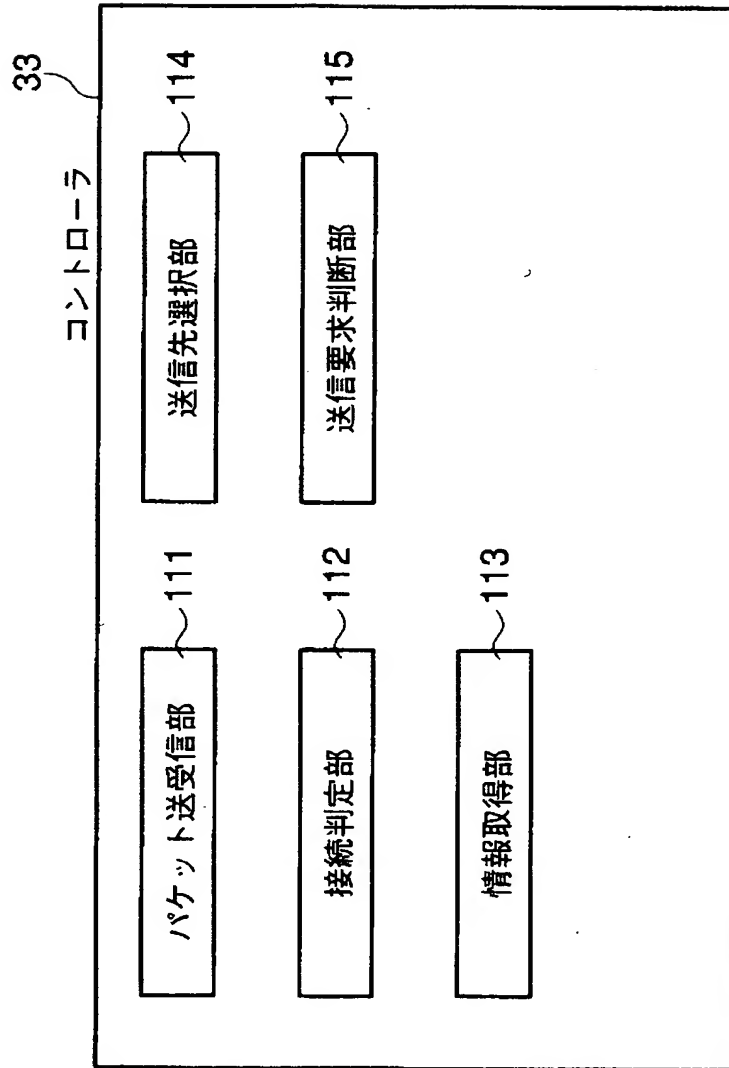 コントローラ
33
パケット送受信部
111
接続判定部
112
情報取得部
113
送信先選択部
114
送信要求判断部
115